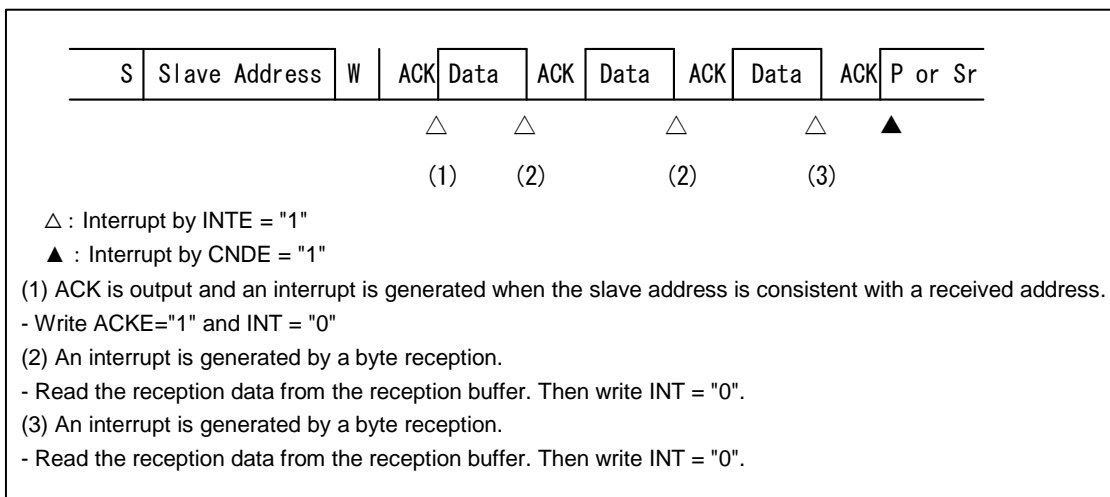 S Slave Address W ACK Data ACK Data ACK Data ACK P or Sr
△ △ △ △ ▲
(1) (2) (2) (3)
△ : Interrupt by INTE = "1"
▲ : Interrupt by CNDE = "1"
(1) ACK is output and an interrupt is generated when the slave address is consistent with a received address.
- Write ACKE="1" and INT = "0"
(2) An interrupt is generated by a byte reception.
- Read the reception data from the reception buffer. Then write INT = "0".
(3) An interrupt is generated by a byte reception.
- Read the reception data from the reception buffer. Then write INT = "0".